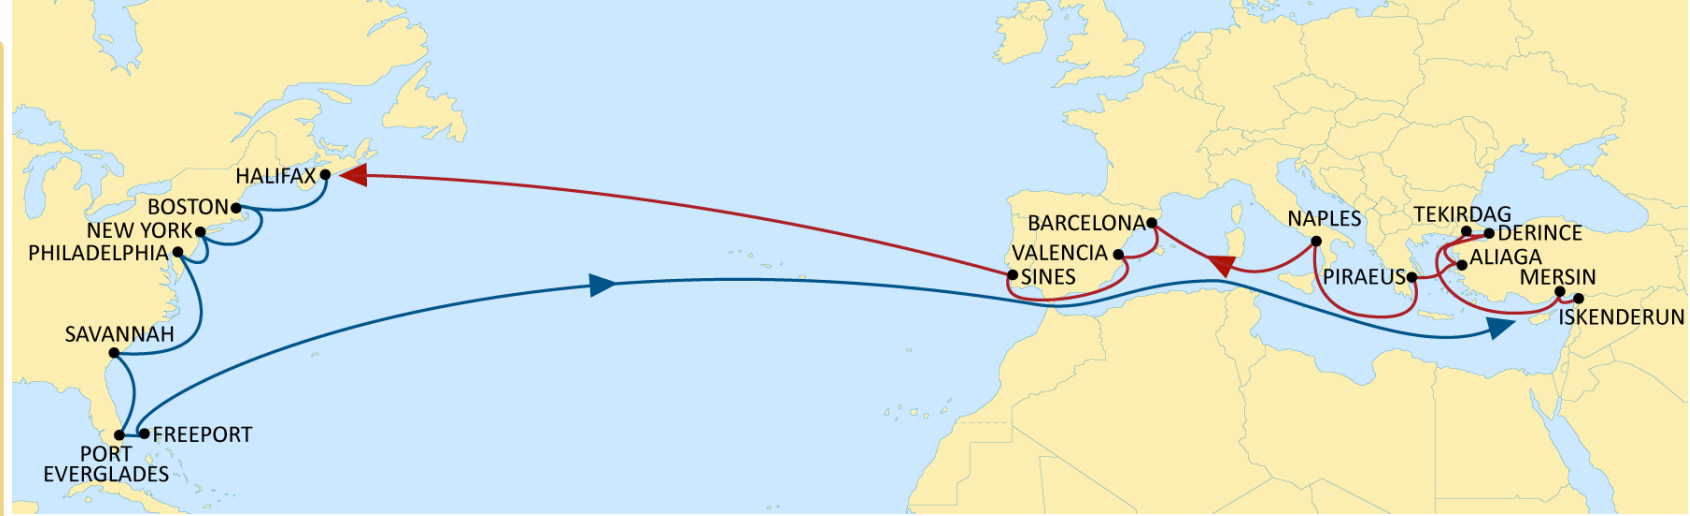 HALIFAX
BOSTON
NEW YORK
PHILADELPHIA
SAVANNAH
FREEPORT
PORT
EVERGLADES
BARCELONA
VALENCIA
SINES
NAPLES
PIRAEUS
TEKIRDAG
DERINCE
ALIAGA
MERSIN
ISKENDERUN